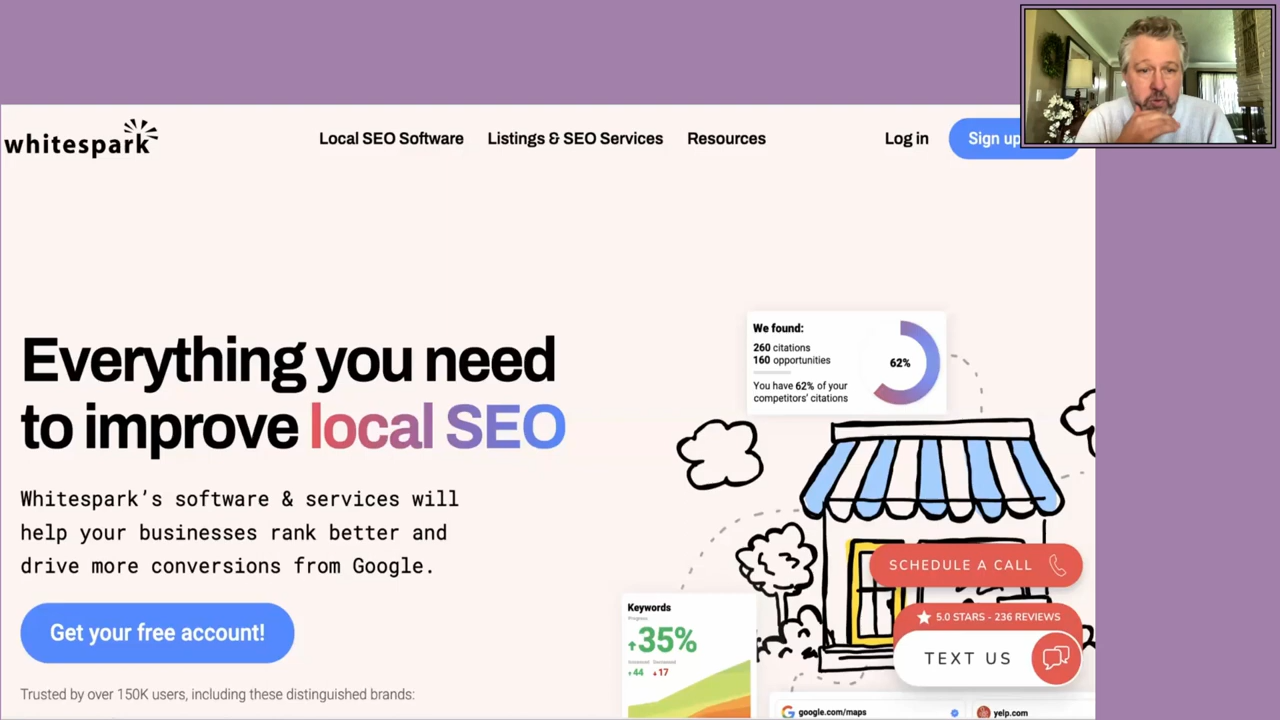 whitespark
Local SEO Software
Listings & SEO Services
Resources
Log in
Sign up
Everything you need
to improve local SEO
Whitespark's software & services will
help your businesses rank better and
drive more conversions from Google.
Get your free account!
Trusted by over 150K users, including these distinguished brands:
We found:
260 citations
160 opportunities
You have 62% of your
competitors' citations
62%
Keywords
Progress
↑35%
Increased Decreased
44 17
SCHEDULE A CALL
★ 5.0 STARS - 236 REVIEWS
TEXT US
google.com/maps
yelp.com